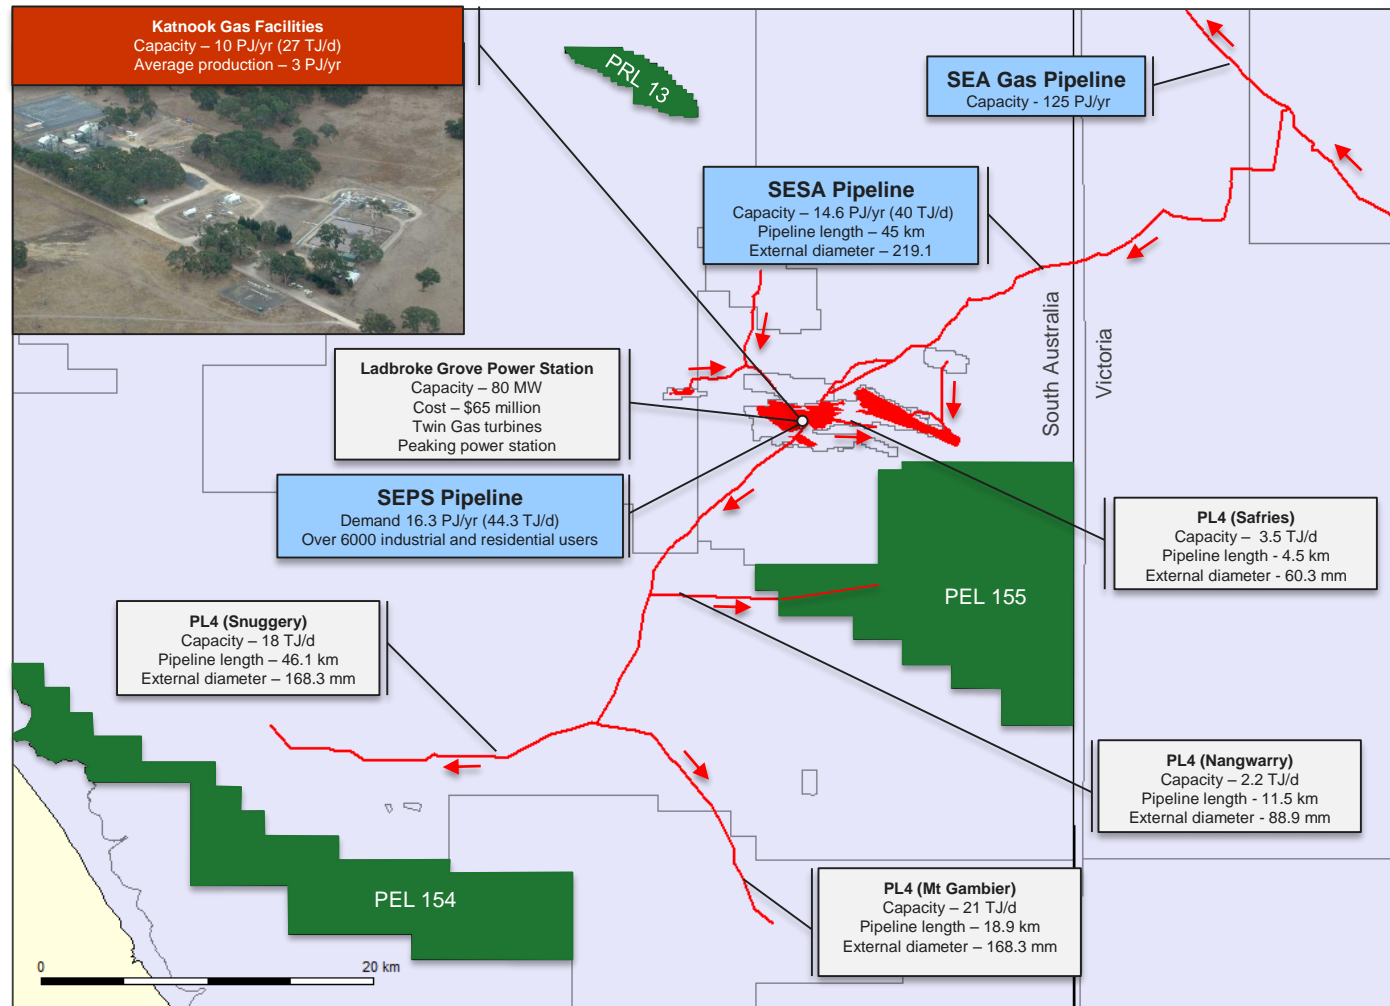 Katnook Gas Facilities
Capacity – 10 PJ/yr (27 TJ/d)
Average production – 3 PJ/yr
PRL 13
SEA Gas Pipeline
Capacity - 125 PJ/yr
SESA Pipeline
Capacity – 14.6 PJ/yr (40 TJ/d)
Pipeline length – 45 km
External diameter – 219.1
South Australia
Victoria
Ladbroke Grove Power Station
Capacity – 80 MW
Cost – $65 million
Twin Gas turbines
Peaking power station
SEPS Pipeline
Demand 16.3 PJ/yr (44.3 TJ/d)
Over 6000 industrial and residential users
PL4 (Safries)
Capacity – 3.5 TJ/d
Pipeline length - 4.5 km
External diameter - 60.3 mm
PEL 155
PL4 (Snuggery)
Capacity – 18 TJ/d
Pipeline length – 46.1 km
External diameter – 168.3 mm
PL4 (Nangwarry)
Capacity – 2.2 TJ/d
Pipeline length - 11.5 km
External diameter - 88.9 mm
PEL 154
PL4 (Mt Gambier)
Capacity – 21 TJ/d
Pipeline length – 18.9 km
External diameter – 168.3 mm
0
20 km